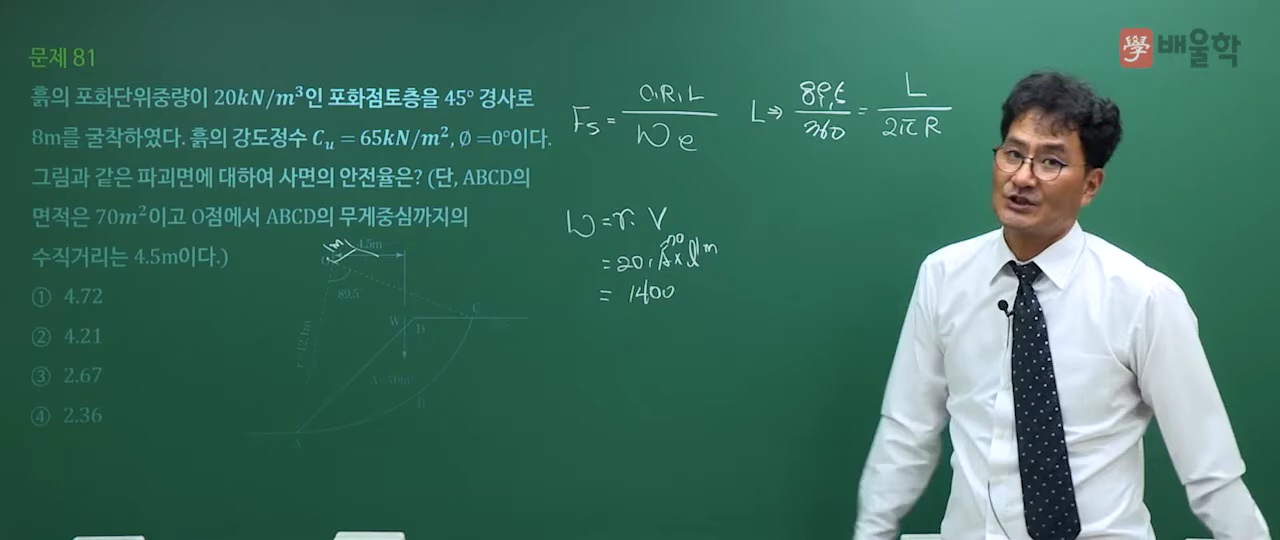 문제 81
學 배울학
흙의 포화단위중량이 20kN/m³인 포화점토층을 45° 경사로
8m를 굴착하였다. 흙의 강도정수 Cᵤ = 65kN/m², ∅ =0°이다.
그림과 같은 파괴면에 대하여 사면의 안전율은? (단, ABCD의
면적은 70m²이고 O점에서 ABCD의 무게중심까지의
수직거리는 4.5m이다.)
① 4.72
② 4.21
③ 2.67
④ 2.36
4.5m
89.5
W
D
C
B
A
Fs = / W e
L ⇒ 89.5 / 360 = L / 2π R
W = r. V
= 1400